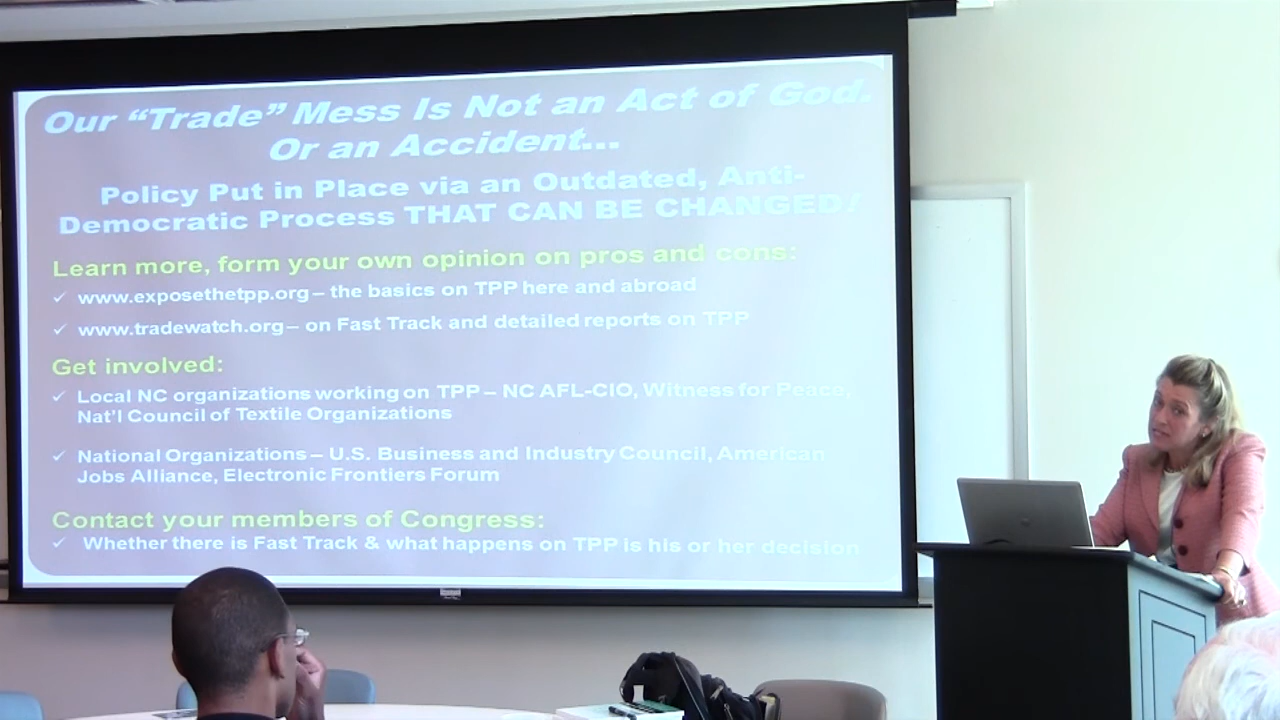 Our “Trade” Mess Is Not an Act of God.
Or an Accident...
Policy Put in Place via an Outdated, Anti-
Democratic Process THAT CAN BE CHANGED!
Learn more, form your own opinion on pros and cons:
✓ www.exposethetpp.org – the basics on TPP here and abroad
✓ www.tradewatch.org – on Fast Track and detailed reports on TPP
Get involved:
✓ Local NC organizations working on TPP – NC AFL-CIO, Witness for Peace,
Nat'l Council of Textile Organizations
✓ National Organizations – U.S. Business and Industry Council, American
Jobs Alliance, Electronic Frontiers Forum
Contact your members of Congress:
✓ Whether there is Fast Track & what happens on TPP is his or her decision